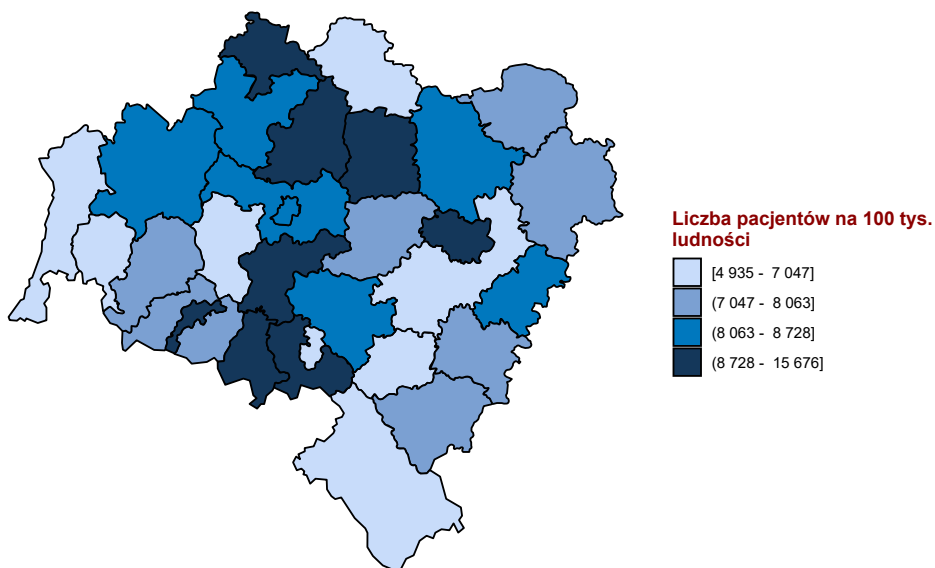 Liczba pacjentów na 100 tys.
ludności
[4 935 - 7 047]
(7 047 - 8 063]
(8 063 - 8 728]
(8 728 - 15 676]